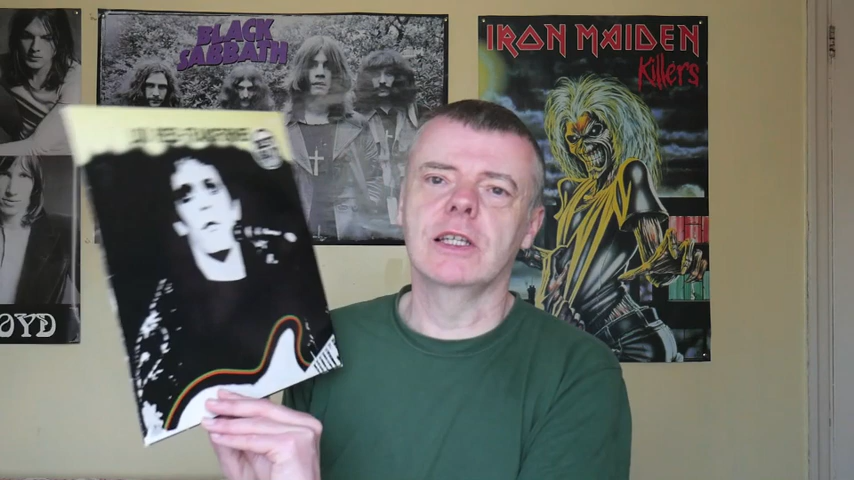 BLACK
SABBATH
IRON MAIDEN
Killers
OYD